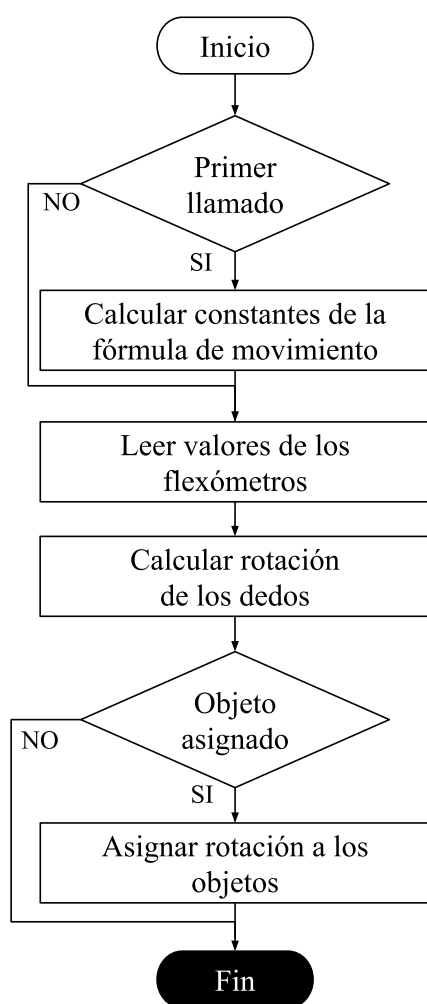 Inicio
Primer
llamado
NO
SI
Calcular constantes de la
fórmula de movimiento
Leer valores de los
flexómetros
Calcular rotación
de los dedos
Objeto
asignado
NO
SI
Asignar rotación a los
objetos
Fin